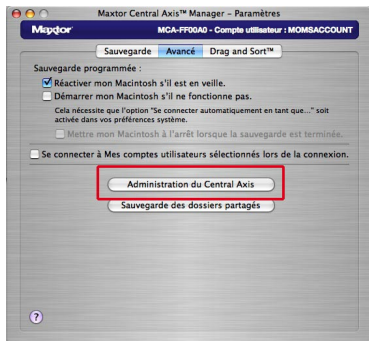 Maxtor Central Axis™ Manager – Paramètres
Maxtor
MCA-FF00A0 - Compte utilisateur : MOMSACCOUNT
Sauvegarde Avancé Drag and Sort™
Sauvegarde programmée :
Réactiver mon Macintosh s'il est en veille.
Démarrer mon Macintosh s'il ne fonctionne pas.
Cela nécessite que l'option "Se connecter automatiquement en tant que..." soit
activée dans vos préférences système.
Mettre mon Macintosh à l'arrêt lorsque la sauvegarde est terminée.
Se connecter à Mes comptes utilisateurs sélectionnés lors de la connexion.
Administration du Central Axis
Sauvegarde des dossiers partagés
?